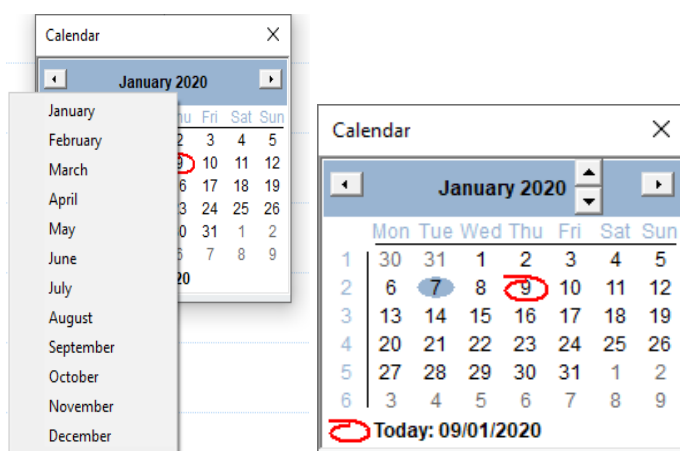 Calendar
January 2020
January
February
March
April
May
June
July
August
September
October
November
December
Fri Sat Sun
2 3 4 5
9 10 11 12
16 17 18 19
23 24 25 26
30 31 1 2
6 7 8 9
Calendar
January 2020
Mon Tue Wed Thu Fri Sat Sun
1 30 31 1 2 3 4 5
2 6 7 8 9 10 11 12
3 13 14 15 16 17 18 19
4 20 21 22 23 24 25 26
5 27 28 29 30 31 1 2
6 3 4 5 6 7 8 9
Today: 09/01/2020